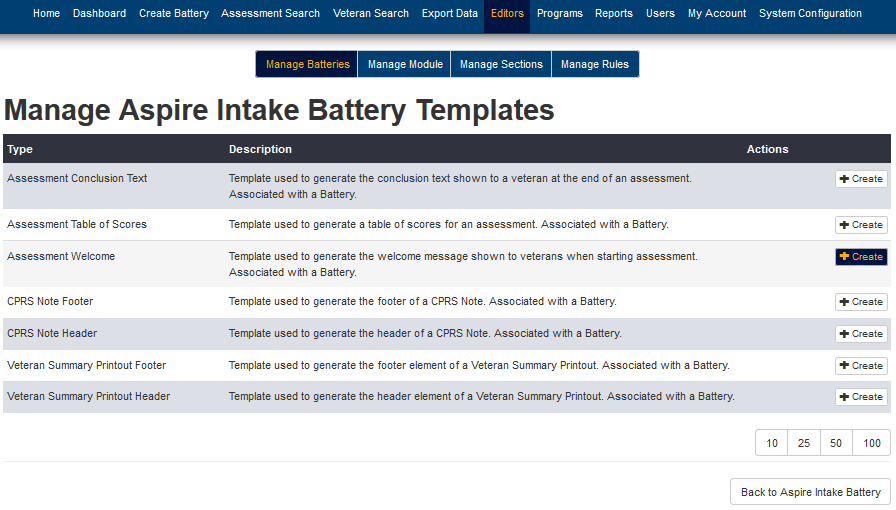 Home Dashboard Create Battery Assessment Search Veteran Search Export Data Editors Programs Reports Users My Account System Configuration
Manage Batteries Manage Module Manage Sections Manage Rules
Manage Aspire Intake Battery Templates
Type Description Actions
Assessment Conclusion Text Template used to generate the conclusion text shown to a veteran at the end of an assessment. Create
Associated with a Battery.
Assessment Table of Scores Template used to generate a table of scores for an assessment. Associated with a Battery. Create
Assessment Welcome Template used to generate the welcome message shown to veterans when starting assessment. Create
Associated with a Battery.
CPRS Note Footer Template used to generate the footer of a CPRS Note. Associated with a Battery. Create
CPRS Note Header Template used to generate the header of a CPRS Note. Associated with a Battery. Create
Veteran Summary Printout Footer Template used to generate the footer element of a Veteran Summary Printout. Associated with a Battery. Create
Veteran Summary Printout Header Template used to generate the header element of a Veteran Summary Printout. Associated with a Battery. Create
10 25 50 100
Back to Aspire Intake Battery